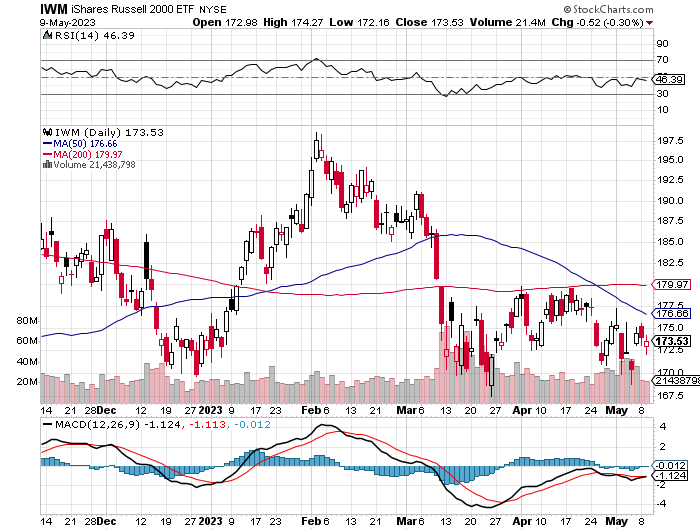 IWM iShares Russell 2000 ETF NYSE © StockCharts.com
9-May-2023 Open 172.98 High 174.27 Low 172.16 Close 173.53 Volume 21.4M Chg -0.52 (-0.30%)
RSI(14) 46.39
90
70
50
46.39
30
10
IWM (Daily) 173.53
MA(50) 176.66
MA(200) 179.97
Volume 21,438,798
197.5
195.0
192.5
190.0
187.5
185.0
182.5
179.97
177.5
176.66
175.0
173.53
172.5
170.0
21438798
167.5
80M
60M
40M
20M
14 21 28 Dec 12 19 27 2023 9 17 23 Feb 6 13 21 Mar 6 13 20 27 Apr 10 17 24 May 8
MACD(12,26,9) -1.124, -1.113, -0.012
4
2
-0.012
-1.124
-2
-4
14 21 28 Dec 12 19 27 2023 9 17 23 Feb 6 13 21 Mar 6 13 20 27 Apr 10 17 24 May 8